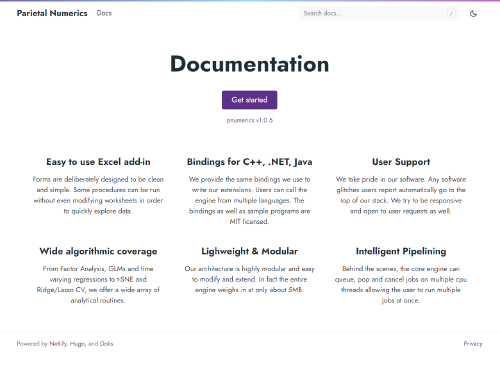 Parietal Numerics Docs Search docs... /
Documentation
Get started
pnumerics v1.0.5
Easy to use Excel add-in
Forms are deliberately designed to be clean
and simple. Some procedures can be run
without even modifying worksheets in order
to quickly explore data.
Bindings for C++, .NET, Java
We provide the same bindings we use to
write our extensions. Users can call the
engine from multiple languages. The
bindings as well as sample programs are
MIT licensed.
User Support
We take pride in our software. Any software
glitches users report automatically go to the
top of our stack. We try to be responsive
and open to user requests as well.
Wide algorithmic coverage
From Factor Analysis, GLMs and time
varying regressions to t-SNE and
Ridge/Lasso CV, we offer a wide array of
analytical routines.
Lighweight & Modular
Our architecture is highly modular and easy
to modify and extend. In fact the entire
engine weighs in at only about 5MB.
Intelligent Pipelining
Behind the scenes, the core engine can
queue, pop and cancel jobs on multiple cpu
threads allowing the user to run multiple
jobs at once.
Powered by Netlify, Hugo, and Doks Privacy